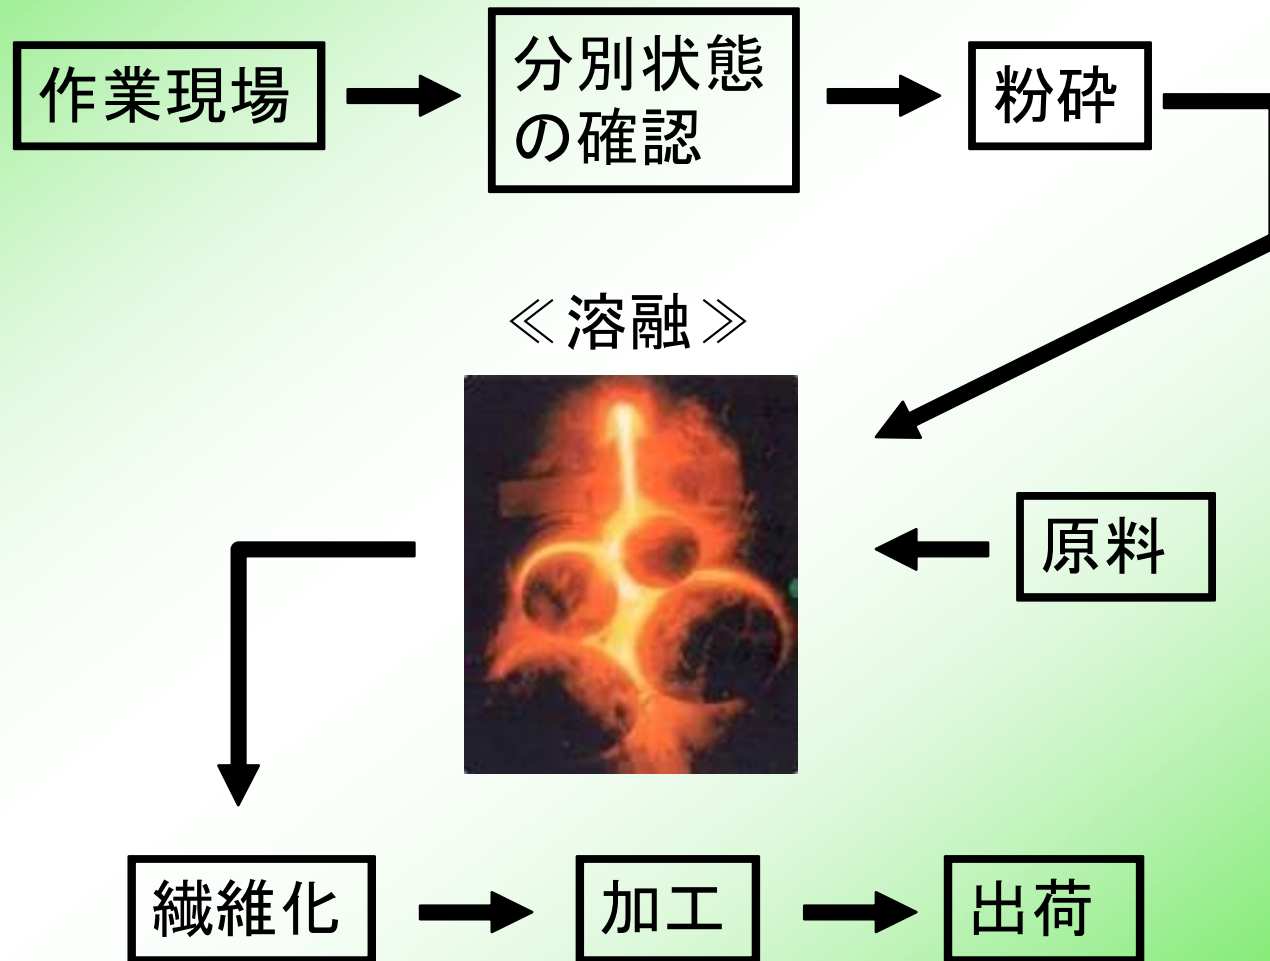 作業現場
分別状態
の確認
粉砕
≪溶融≫
原料
繊維化
加工
出荷